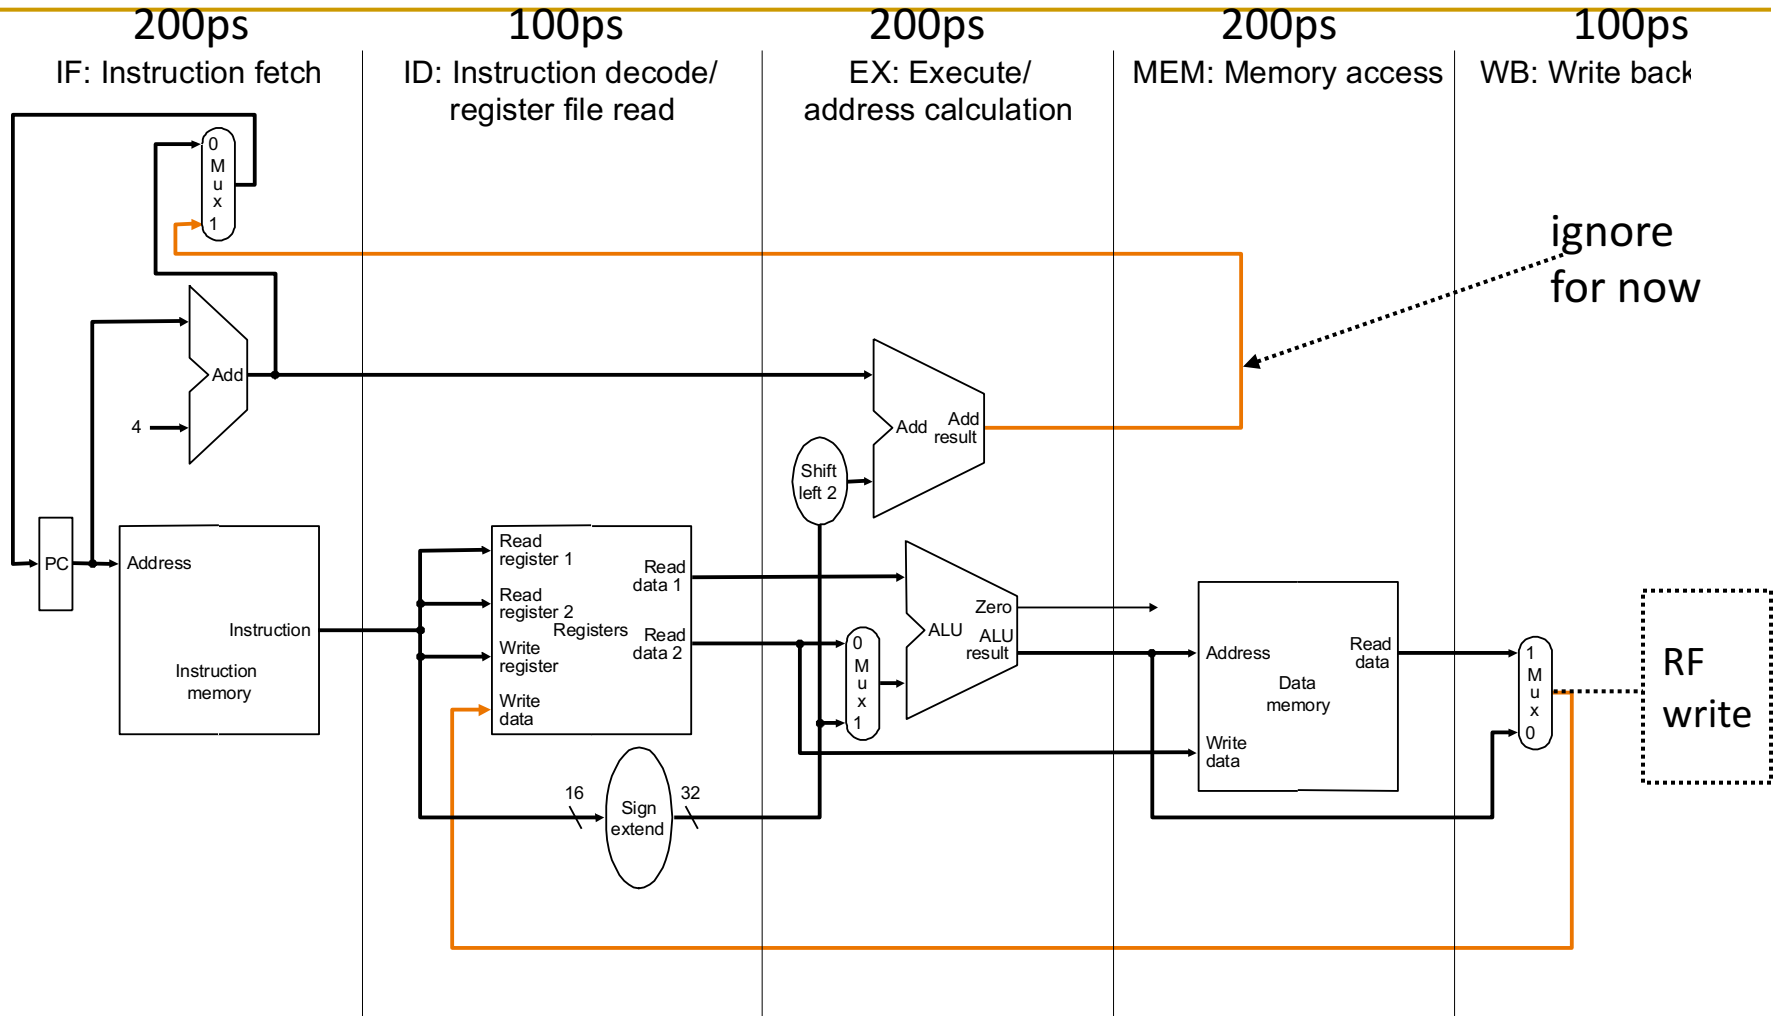 200ps
100ps
200ps
200ps
100ps
IF: Instruction fetch
ID: Instruction decode/
register file read
EX: Execute/
address calculation
MEM: Memory access
WB: Write back
0
M
u
x
1
ignore
for now
Add
4
Add
Add
result
Shift
left 2
PC
Address
Instruction
Instruction
memory
Read
register 1
Read
register 2
Write
register
Write
data
Registers
Read
data 1
Read
data 2
0
M
u
x
1
Zero
ALU
ALU
result
Address
Read
data
Data
memory
Write
data
1
M
u
x
0
RF
write
16
Sign
extend
32